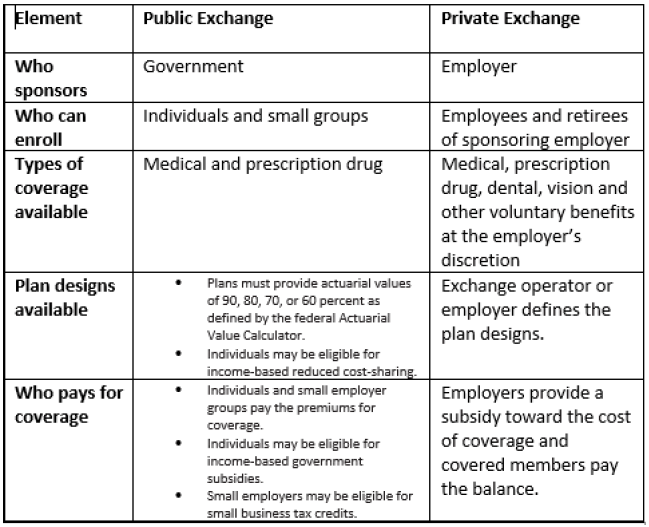 Element
Public Exchange
Private Exchange
Who
sponsors
Government
Employer
Who can
enroll
Individuals and small groups
Employees and retirees
of sponsoring employer
Types of
coverage
available
Medical and prescription drug
Medical, prescription
drug, dental, vision and
other voluntary benefits
at the employer's
discretion
Plan designs
available
• Plans must provide actuarial values
of 90, 80, 70, or 60 percent as
defined by the federal Actuarial
Value Calculator.
• Individuals may be eligible for
income-based reduced cost-sharing.
Exchange operator or
employer defines the
plan designs.
Who pays for
coverage
• Individuals and small employer
groups pay the premiums for
coverage.
• Individuals may be eligible for
income-based government
subsidies.
• Small employers may be eligible for
small business tax credits.
Employers provide a
subsidy toward the cost
of coverage and
covered members pay
the balance.